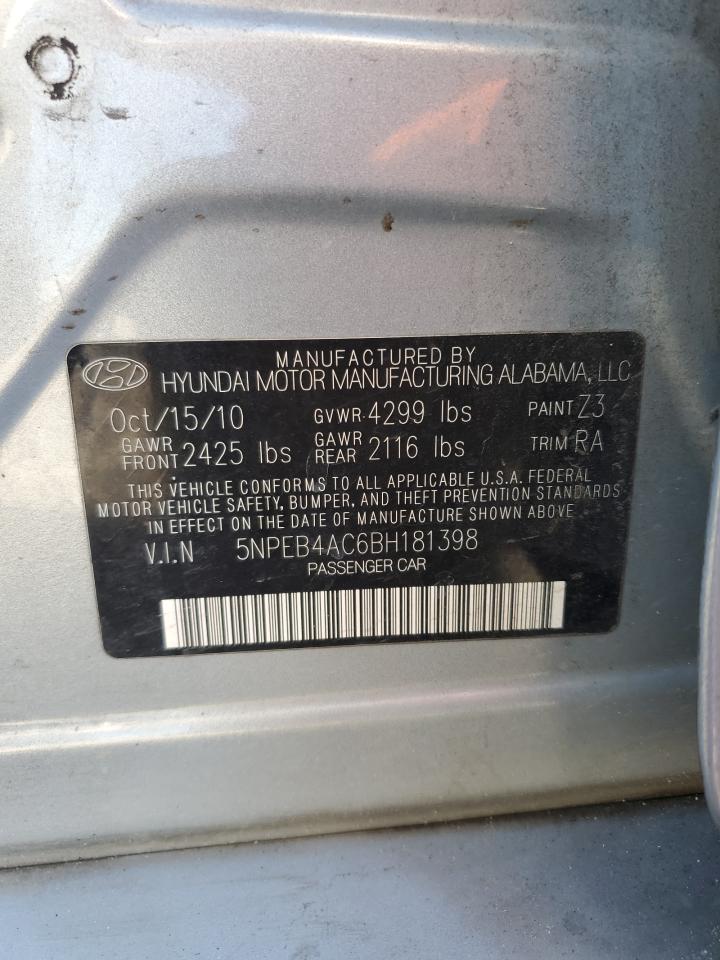 MANUFACTURED BY
HYUNDAI MOTOR MANUFACTURING ALABAMA, LLC
Oct/15/10 GVWR 4299 lbs PAINT Z3
GAWR FRONT 2425 lbs GAWR REAR 2116 lbs TRIM RA
THIS VEHICLE CONFORMS TO ALL APPLICABLE U.S.A. FEDERAL
MOTOR VEHICLE SAFETY, BUMPER, AND THEFT PREVENTION STANDARDS
IN EFFECT ON THE DATE OF MANUFACTURE SHOWN ABOVE
V.I.N 5NPEB4AC6BH181398
PASSENGER CAR